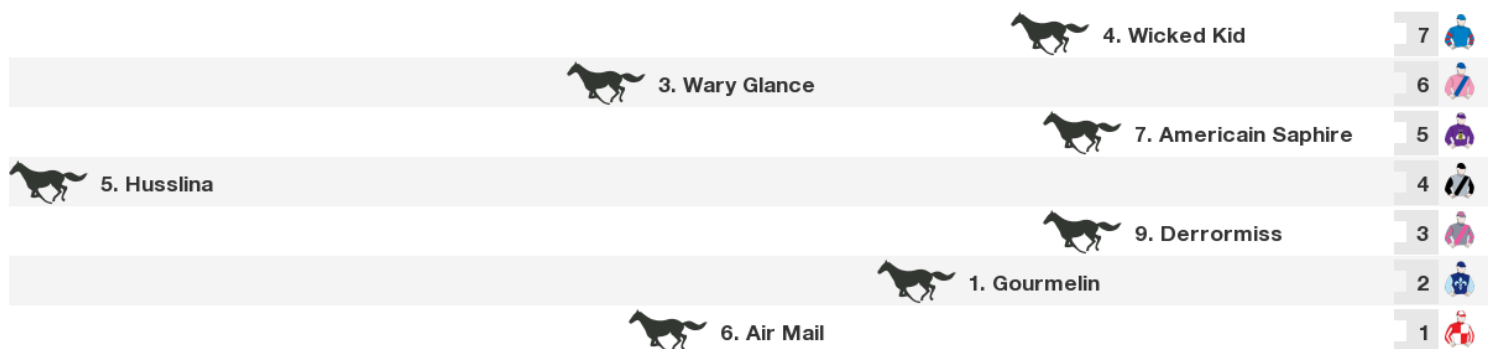 4. Wicked Kid 7
3. Wary Glance 6
7. Americain Saphire 5
5. Husslina 4
9. Derrormiss 3
1. Gourmelin 2
6. Air Mail 1